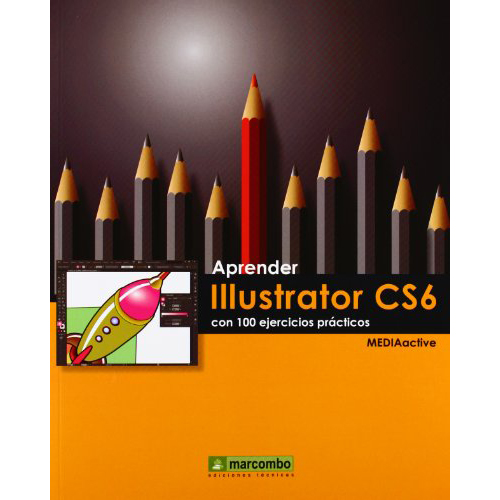 Aprender
Illustrator CS6
con 100 ejercicios prácticos
MEDIAactive
marcombo
ediciones técnicas